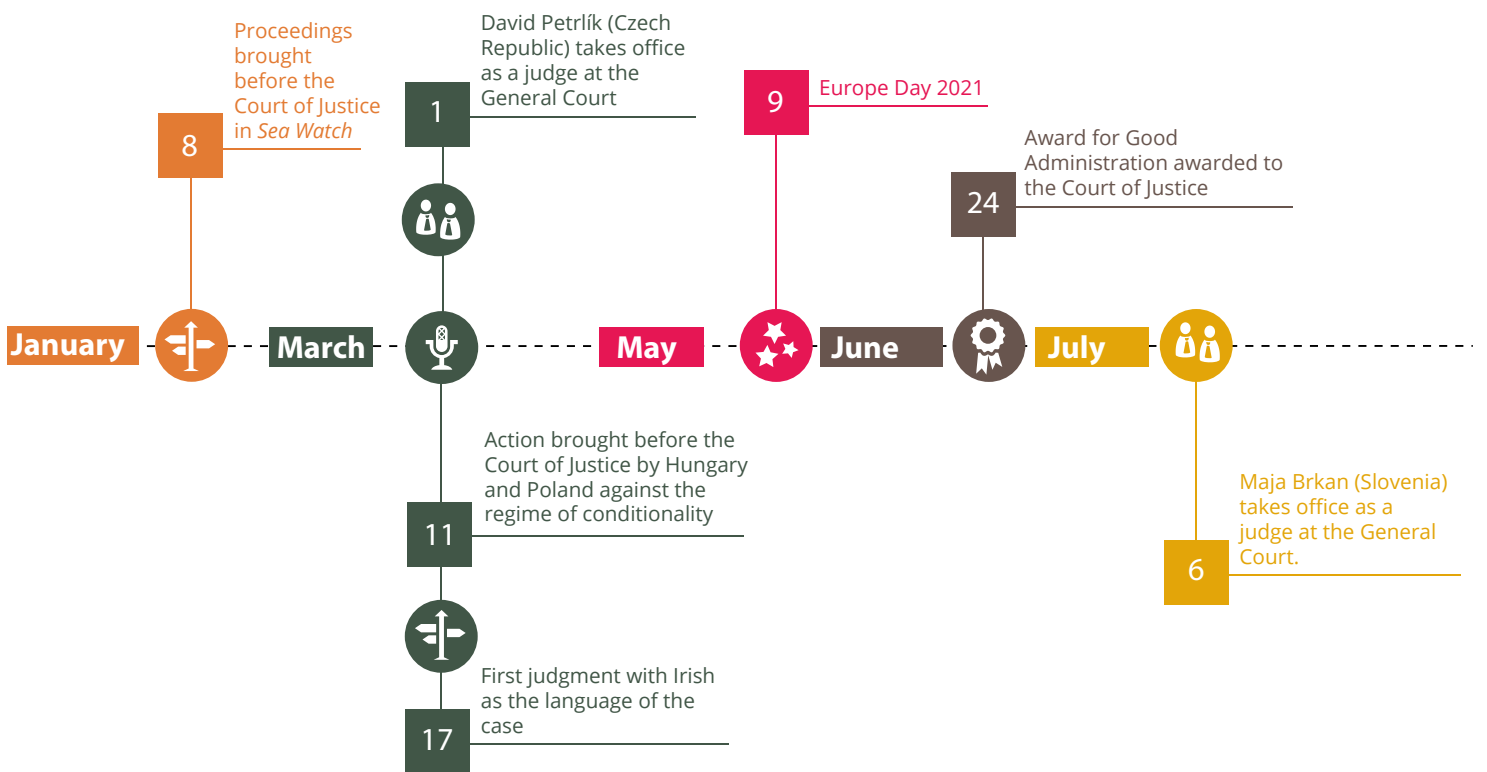 January
8
Proceedings
brought
before the
Court of Justice
in Sea Watch
March
1
David Petrlík (Czech
Republic) takes office
as a judge at the
General Court
11
Action brought before the
Court of Justice by Hungary
and Poland against the
regime of conditionality
17
First judgment with Irish
as the language of the
case
May
9
Europe Day 2021
June
24
Award for Good
Administration awarded to
the Court of Justice
July
6
Maja Brkan (Slovenia)
takes office as a
judge at the General
Court.